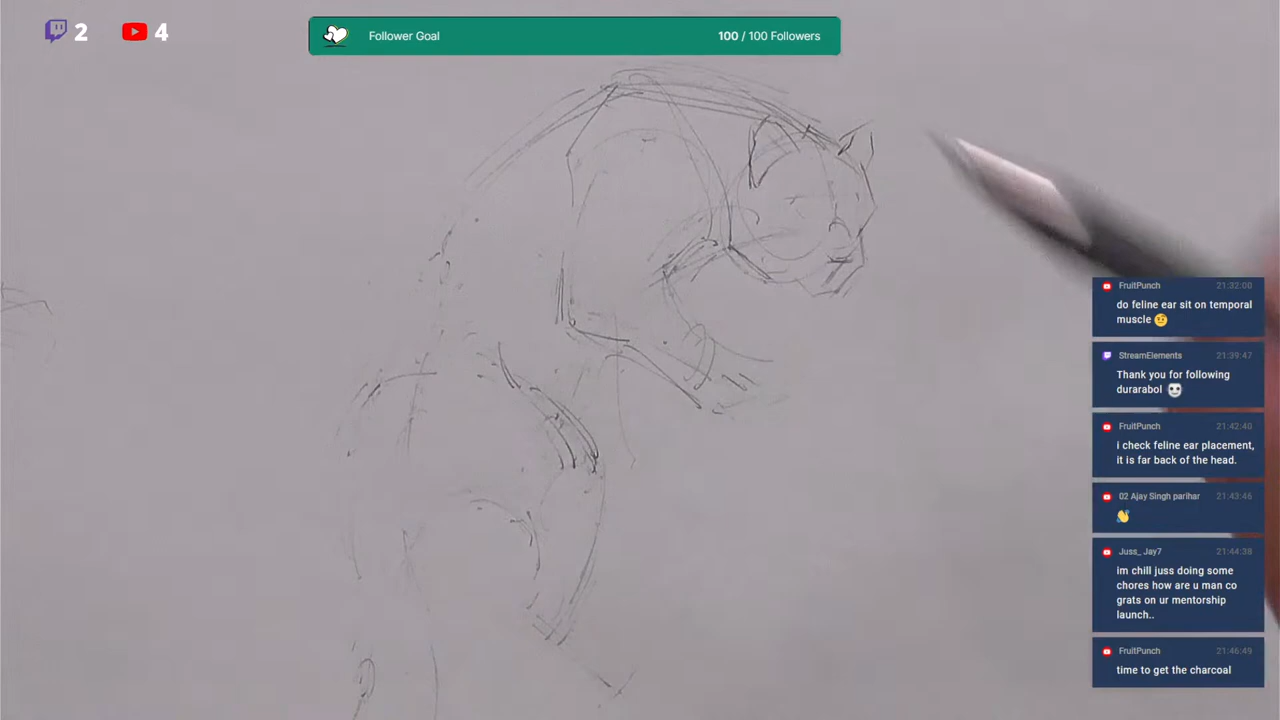 2
4
Follower Goal
100 / 100 Followers
FruitPunch 21:32:00
do feline ear sit on temporal
muscle 🤨
StreamElements 21:39:47
Thank you for following
durarabol
FruitPunch 21:42:40
i check feline ear placement,
it is far back of the head.
02 Ajay Singh parihar 21:43:46
👋
Juss_ Jay7 21:44:38
im chill juss doing some
chores how are u man co
grats on ur mentorship
launch..
FruitPunch 21:46:49
time to get the charcoal